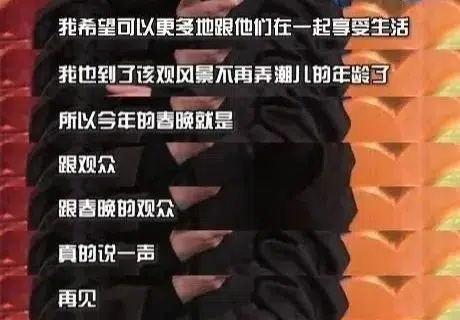 我希望可以更多地跟他们在一起享受生活
我也到了该观风景不再弄潮儿的年龄了
所以今年的春晚就是
跟观众
跟春晚的观众
真的说一声
再见